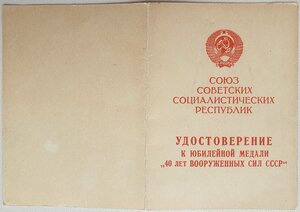 СОЮЗ
СОВЕТСКИХ
СОЦИАЛИСТИЧЕСКИХ
РЕСПУБЛИК
УДОСТОВЕРЕНИЕ
К ЮБИЛЕЙНОЙ МЕДАЛИ
„40 ЛЕТ ВООРУЖЕННЫХ СИЛ СССР“